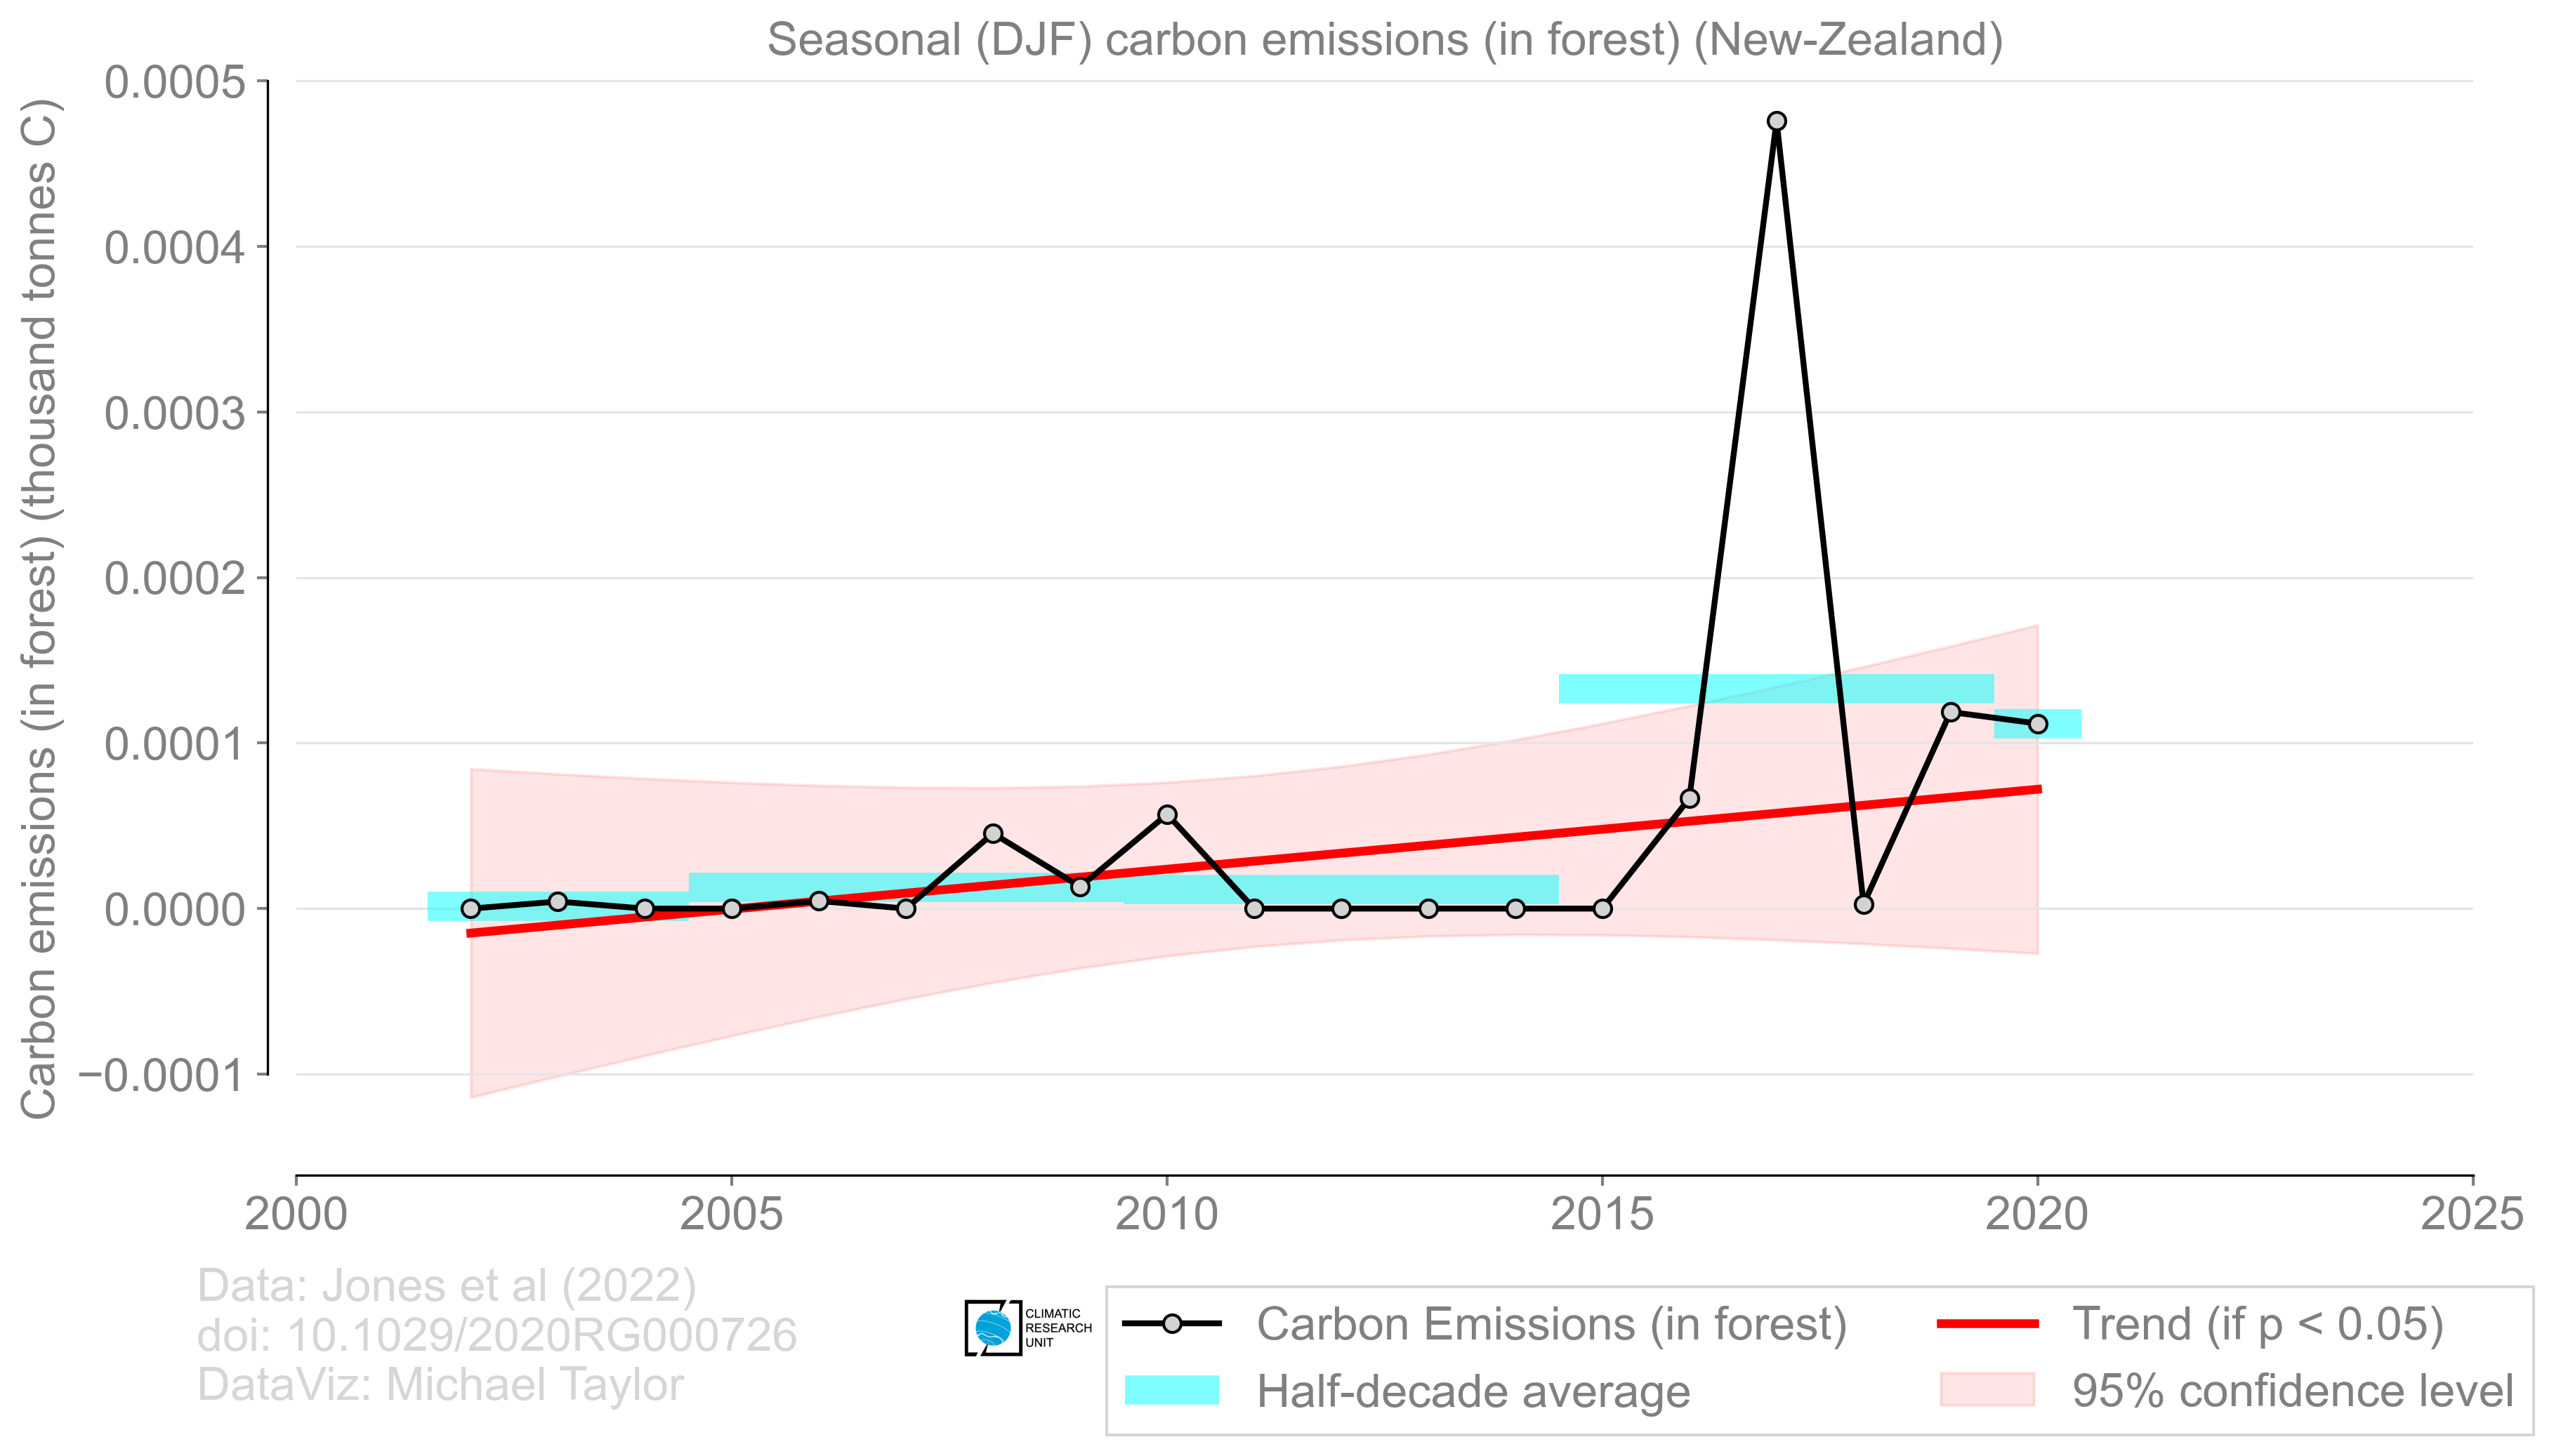 Seasonal (DJF) carbon emissions (in forest) (New-Zealand)
Carbon emissions (in forest) (thousand tonnes C)
0.0005
0.0004
0.0003
0.0002
0.0001
0.0000
−0.0001
2000
2005
2010
2015
2020
2025
Data: Jones et al (2022)
doi: 10.1029/2020RG000726
DataViz: Michael Taylor
CLIMATIC
RESEARCH
UNIT
Carbon Emissions (in forest)
Half-decade average
Trend (if p < 0.05)
95% confidence level